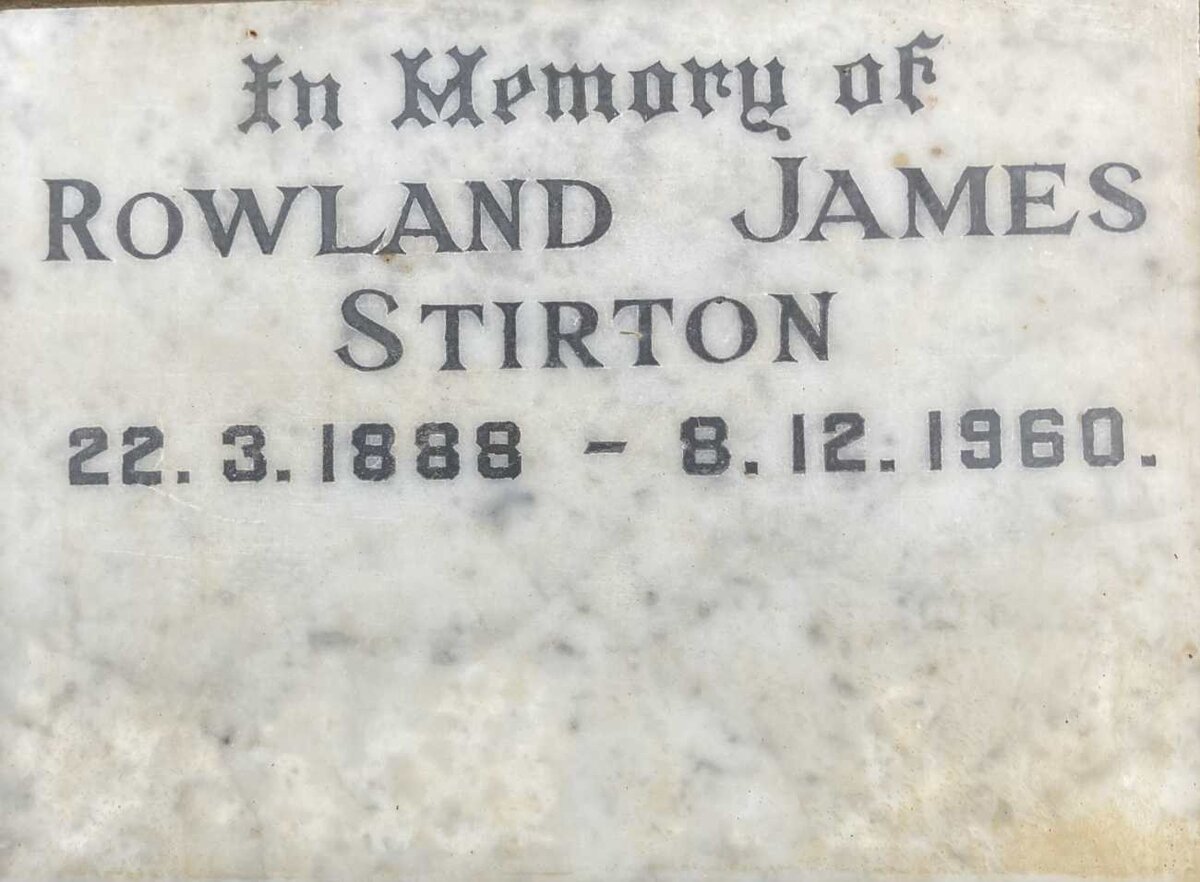 In Memory of
ROWLAND JAMES
STIRTON
22.3.1888 - 8.12.1960.